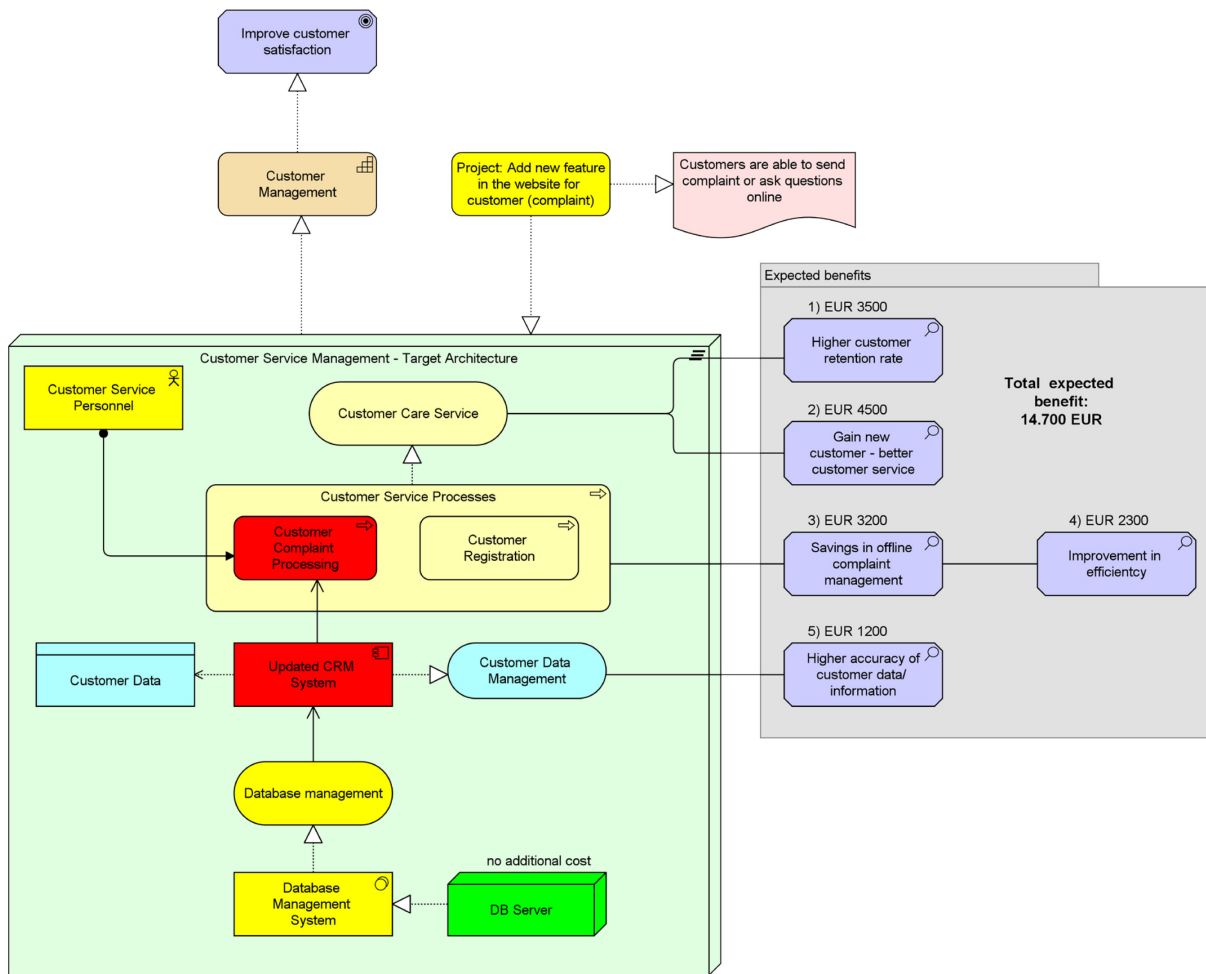 Improve customer
satisfaction
Customer
Management
Project: Add new feature
in the website for
customer (complaint)
Customers are able to send
complaint or ask questions
online
Expected benefits
1) EUR 3500
Higher customer
retention rate
Total expected
benefit:
14.700 EUR
2) EUR 4500
Gain new
customer - better
customer service
3) EUR 3200
Savings in offline
complaint
management
4) EUR 2300
Improvement in
efficientcy
5) EUR 1200
Higher accuracy of
customer data/
information
Customer Service Management - Target Architecture
Customer Service
Personnel
Customer Care Service
Customer Service Processes
Customer
Complaint
Processing
Customer
Registration
Customer Data
Updated CRM
System
Customer Data
Management
Database management
no additional cost
Database
Management
System
DB Server